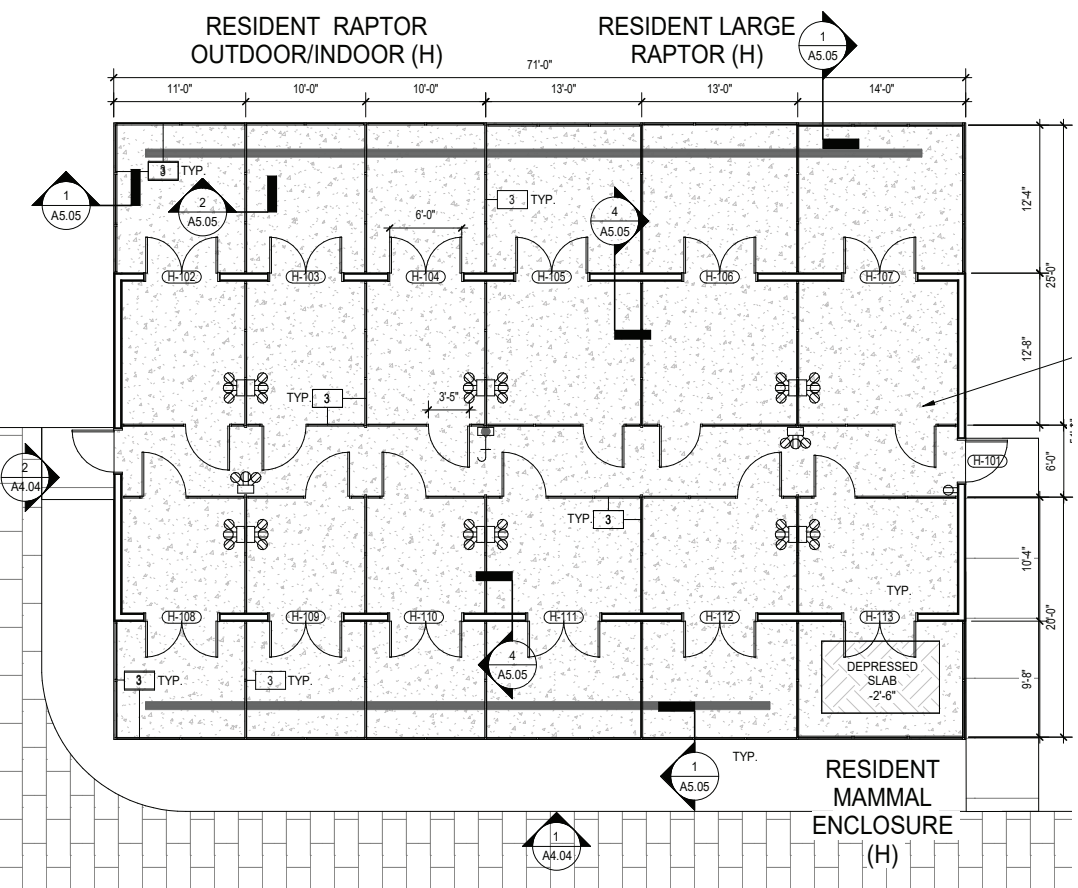 RESIDENT RAPTOR
OUTDOOR/INDOOR (H)
RESIDENT LARGE
RAPTOR (H)
1
A5.05
71'-0"
11'-0"
10'-0"
10'-0"
13'-0"
13'-0"
14'-0"
3
TYP.
1
A5.05
2
A5.05
3
TYP.
4
A5.05
6'-0"
12'-4"
H-102
H-103
H-104
H-105
H-106
H-107
25'-0"
12'-8"
TYP.
3
3'-5"
2
A4.04
H-101
6'-0"
TYP.
3
10'-4"
TYP.
H-108
H-109
H-110
H-111
H-112
H-113
20'-0"
4
A5.05
3
TYP.
3
TYP.
DEPRESSED
SLAB
-2'-6"
9'-8"
1
A5.05
TYP.
RESIDENT
MAMMAL
ENCLOSURE
(H)
1
A4.04